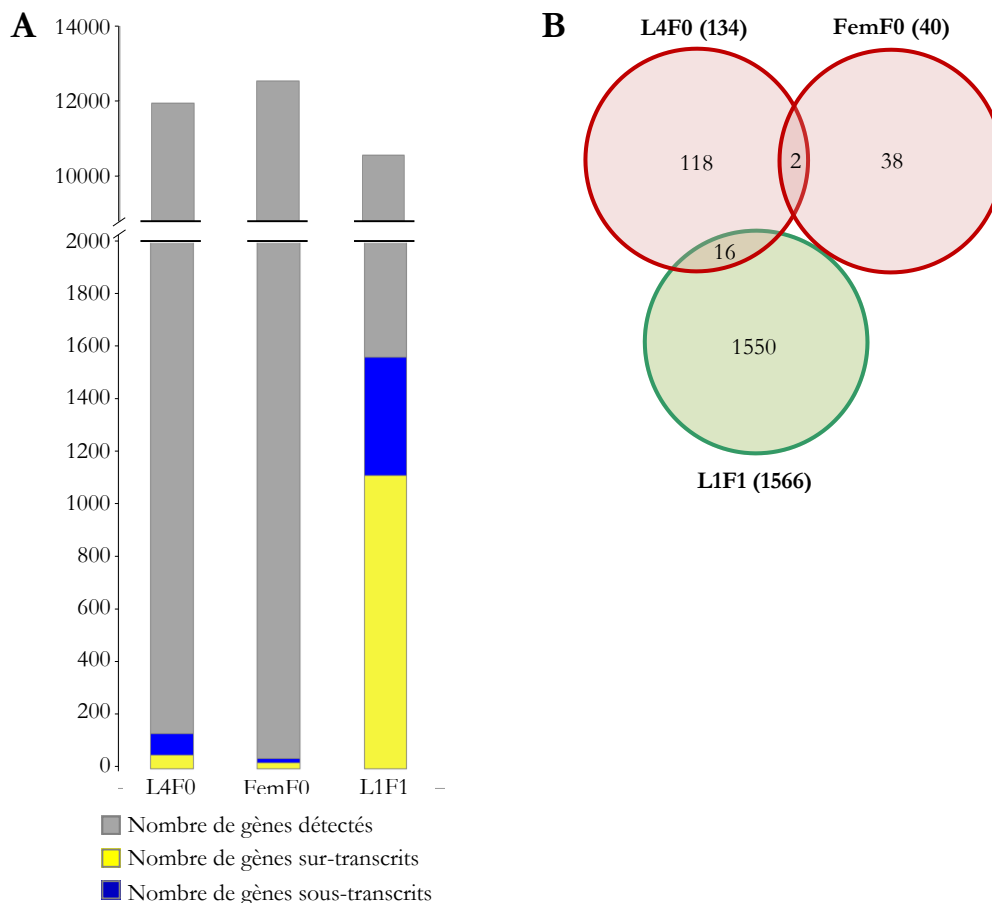 A
14000
12000
10000
2000
1800
1600
1400
1200
1000
800
600
400
200
0
L4F0 FemF0 L1F1
Nombre de gènes détectés
Nombre de gènes sur-transcrits
Nombre de gènes sous-transcrits
B
L4F0 (134) FemF0 (40)
118 2 38
16
1550
L1F1 (1566)